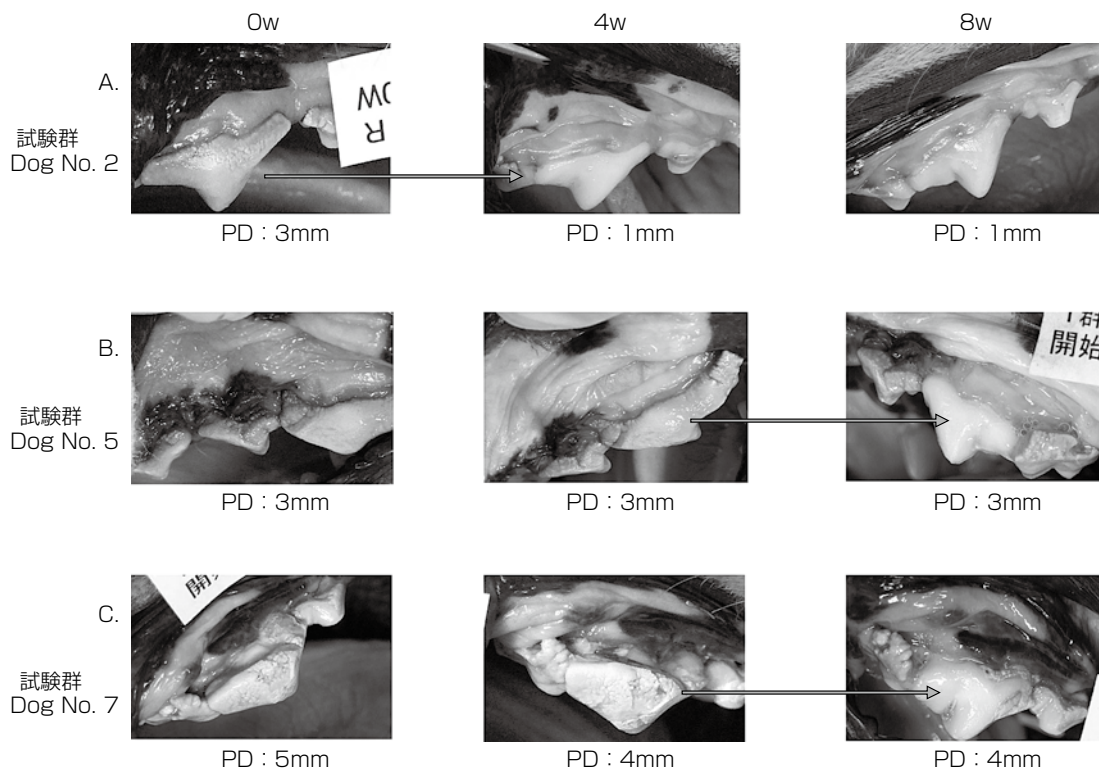 0w 4w 8w
A.
試験群
Dog No. 2
R
0W
PD：3mm PD：1mm PD：1mm
B.
試験群
Dog No. 5
開始
PD：3mm PD：3mm PD：3mm
C.
試験群
Dog No. 7
PD：5mm PD：4mm PD：4mm